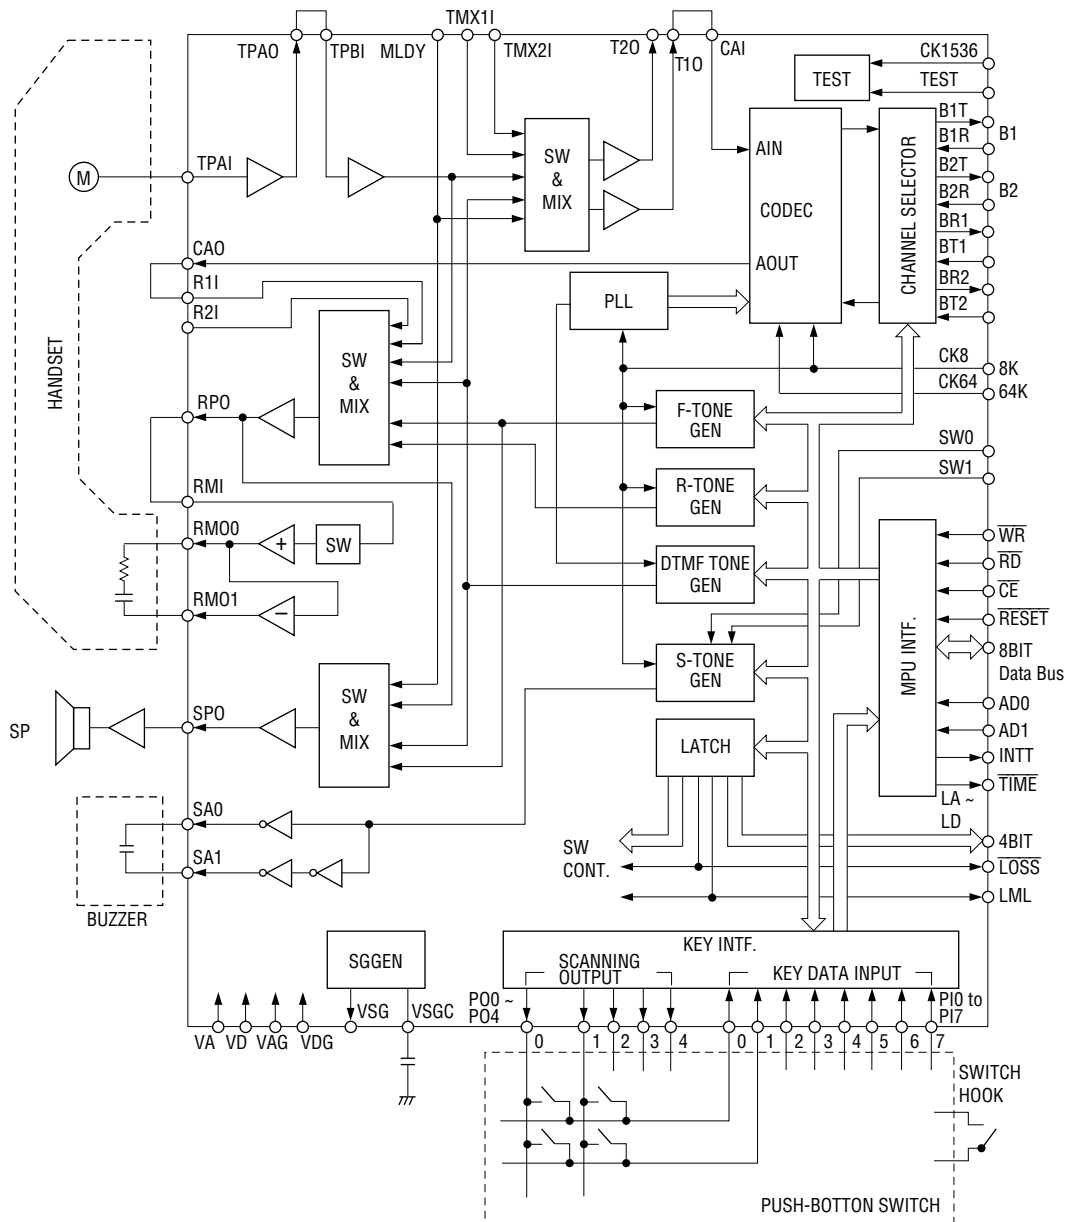 TMX1I
TPAO
TPBI
MLDY
TMX2I
T2O
T1O
CAI
CK1536
TEST
TEST
B1T
B1R
B1
B2T
B2R
B2
BR1
BT1
BR2
BT2
M
TPAI
SW
&
MIX
AIN
CODEC
AOUT
CHANNEL SELECTOR
CAO
R1I
R2I
PLL
HANDSET
SW
&
MIX
CK8
8K
CK64
64K
RPO
F-TONE
GEN
SW0
SW1
RMI
R-TONE
GEN
RMO0
+
SW
WR
RD
DTMF TONE
GEN
CE
RMO1
−
RESET
MPU INTF.
8BIT
Data Bus
S-TONE
GEN
SW
&
MIX
AD0
SP
SPO
AD1
LATCH
INTT
TIME
LA ~
LD
SA0
4BIT
SW
CONT.
LOSS
SA1
LML
BUZZER
KEY INTF.
SGGEN
SCANNING
OUTPUT
KEY DATA INPUT
VSG
VSGC
PO0 ~
PO4
PI0 to
PI7
VA
VD
VAG
VDG
0
1
2
3
4
0
1
2
3
4
5
6
7
SWITCH
HOOK
PUSH-BOTTON SWITCH